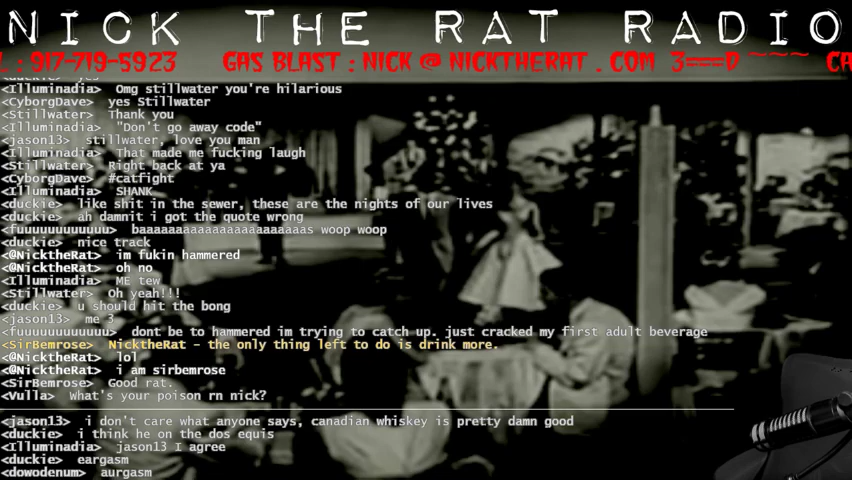 NICK THE RAT RADIO
: 917-719-5923 GAS BLAST : NICK @ NICKTHERAT . COM 3===D ~~~~ CA
<duckie> yes
<Illuminadia> Omg stillwater you're hilarious
<CyborgDave> yes Stillwater
<Stillwater> Thank you
<Illuminadia> "Don't go away code"
<jason13> stillwater, love you man
<Illuminadia> That made me fucking laugh
<Stillwater> Right back at ya
<CyborgDave> #catfight
<Illuminadia> SHANK
<duckie> like shit in the sewer, these are the nights of our lives
<duckie> ah damnit i got the quote wrong
<fuuuuuuuuuuuu> baaaaaaaaaaaaaaaaaaaaaaas woop woop
<duckie> nice track
<@NicktheRat> im fukin hammered
<@NicktheRat> oh no
<Illuminadia> ME tew
<Stillwater> Oh yeah!!!
<duckie> u should hit the bong
<jason13> me 3
<fuuuuuuuuuuuu> dont be to hammered im trying to catch up. just cracked my first adult beverage
<SirBemrose> NicktheRat - the only thing left to do is drink more.
<@NicktheRat> lol
<@NicktheRat> i am sirbemrose
<SirBemrose> Good rat.
<Vulla> What's your poison rn nick?
<jason13> i don't care what anyone says, canadian whiskey is pretty damn good
<duckie> i think he on the dos equis
<Illuminadia> jason13 I agree
<duckie> eargasm
<dowodenum> aurgasm